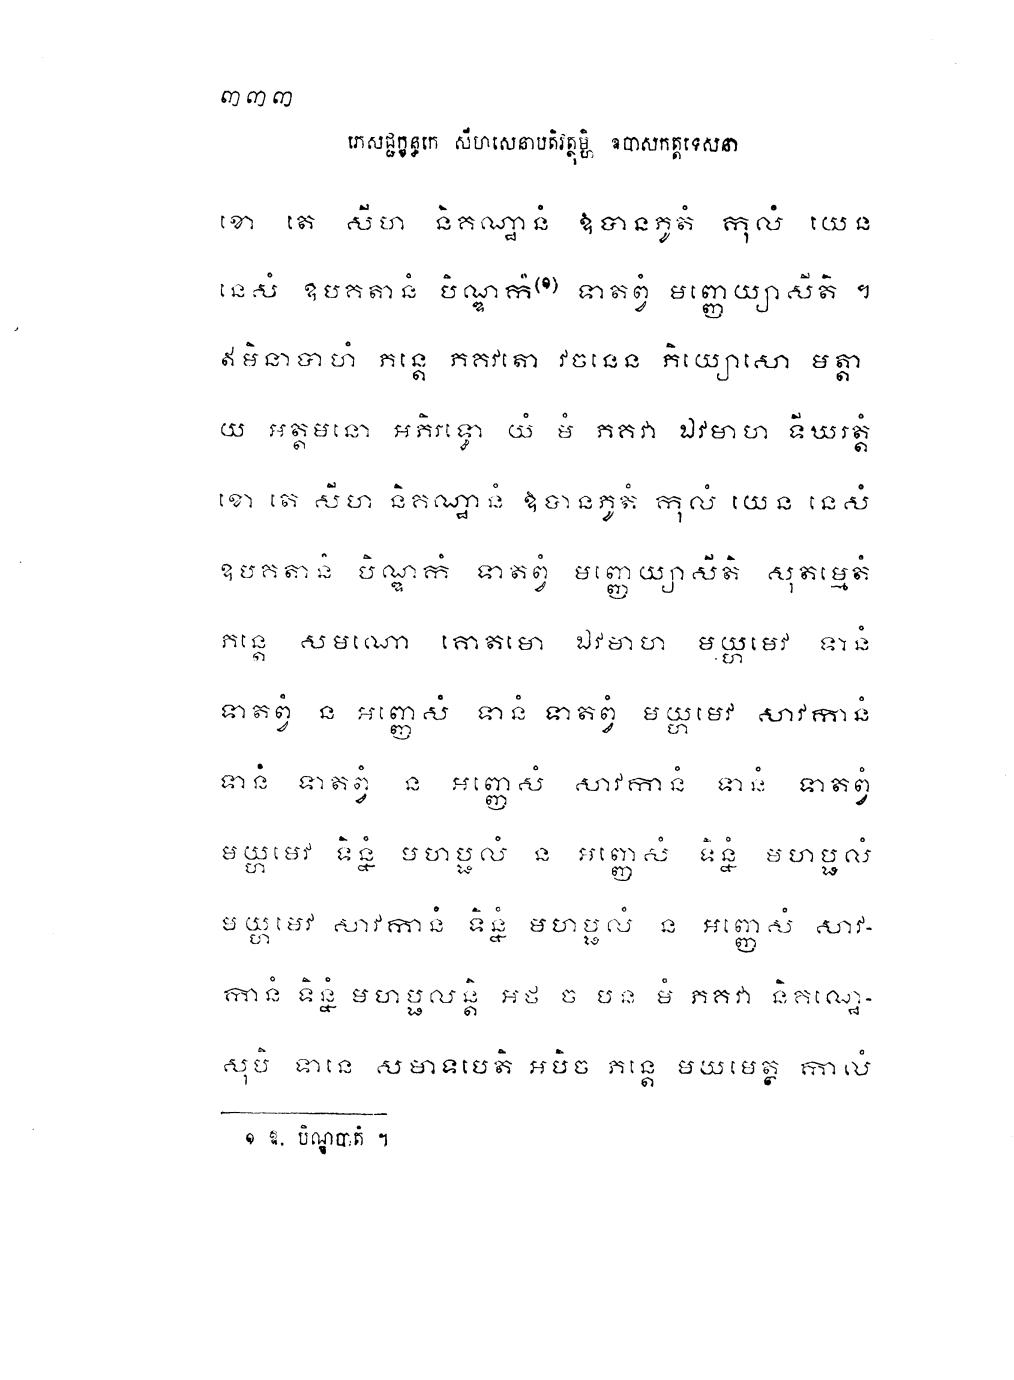 ៣៣៣
ភេសជ្ជក្ខន្ធកេ សីហសេនាបតិវត្ថុម្ហិ ឧបាសកត្តទេសនា
ខោ តេ សីហ និគណ្ឋានំ ឱទានភូតំ កុលំ យេន
នេសំ ឧបគតានំ បិណ្ឌកំ(១) ទាតព្វំ មញ្ញេយ្យាសីតិ ។
ឥមិនាទាហំ ភន្តេ ភគវតោ វចនេន ភិយ្យោសោ មត្តា
យ អត្តមនោ អភិរទ្ធោ យំ មំ ភគវា ឯវមាហ ទីឃរត្តំ
ខោ តេ សីហ និគណ្ឋានំ ឱទានភូតំ កុលំ យេន នេសំ
ឧបគតានំ បិណ្ឌកំ ទាតព្វំ មញ្ញេយ្យាសីតិ សុតម្មេតំ
ភន្តេ សមណោ គោតមោ ឯវមាហ មយ្ហមេវ ទានំ
ទាតព្វំ ន អញ្ញេសំ ទានំ ទាតព្វំ មយ្ហមេវ សាវកានំ
ទានំ ទាតព្វំ ន អញ្ញេសំ សាវកានំ ទានំ ទាតព្វំ
មយ្ហមេវ ទិន្នំ មហប្ផលំ ន អញ្ញេសំ ទិន្នំ មហប្ផលំ
មយ្ហមេវ សាវកានំ ទិន្នំ មហប្ផលំ ន អញ្ញេសំ សាវ-
កានំ ទិន្នំ មហប្ផលន្តិ អថ ច បន មំ ភគវា និគណ្ឋេ-
សុបិ ទានេ សមាទបេតិ អបិច ភន្តេ មយមេត្ថ កាលំ
១ ឱ. បិណ្ឌបាតំ ។